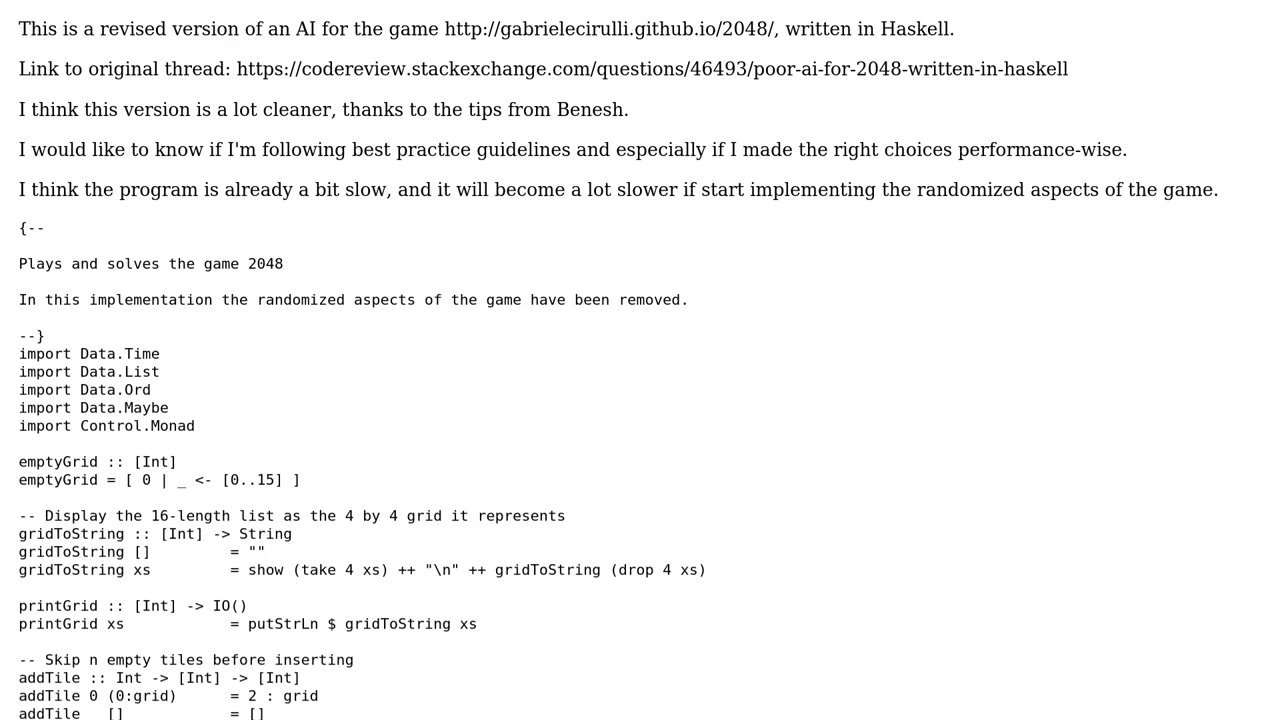 This is a revised version of an AI for the game http://gabrielecirulli.github.io/2048/, written in Haskell.
Link to original thread: https://codereview.stackexchange.com/questions/46493/poor-ai-for-2048-written-in-haskell
I think this version is a lot cleaner, thanks to the tips from Benesh.
I would like to know if I'm following best practice guidelines and especially if I made the right choices performance-wise.
I think the program is already a bit slow, and it will become a lot slower if start implementing the randomized aspects of the game.
{--
Plays and solves the game 2048
In this implementation the randomized aspects of the game have been removed.
--}
import Data.Time
import Data.List
import Data.Ord
import Data.Maybe
import Control.Monad
emptyGrid :: [Int]
emptyGrid = [ 0 | _ <- [0..15] ]
-- Display the 16-length list as the 4 by 4 grid it represents
gridToString :: [Int] -> String
gridToString []         = ""
gridToString xs         = show (take 4 xs) ++ "\n" ++ gridToString (drop 4 xs)
printGrid :: [Int] -> IO()
printGrid xs            = putStrLn $ gridToString xs
-- Skip n empty tiles before inserting
addTile :: Int -> [Int] -> [Int]
addTile 0 (0:grid)      = 2 : grid
addTile   []            = []